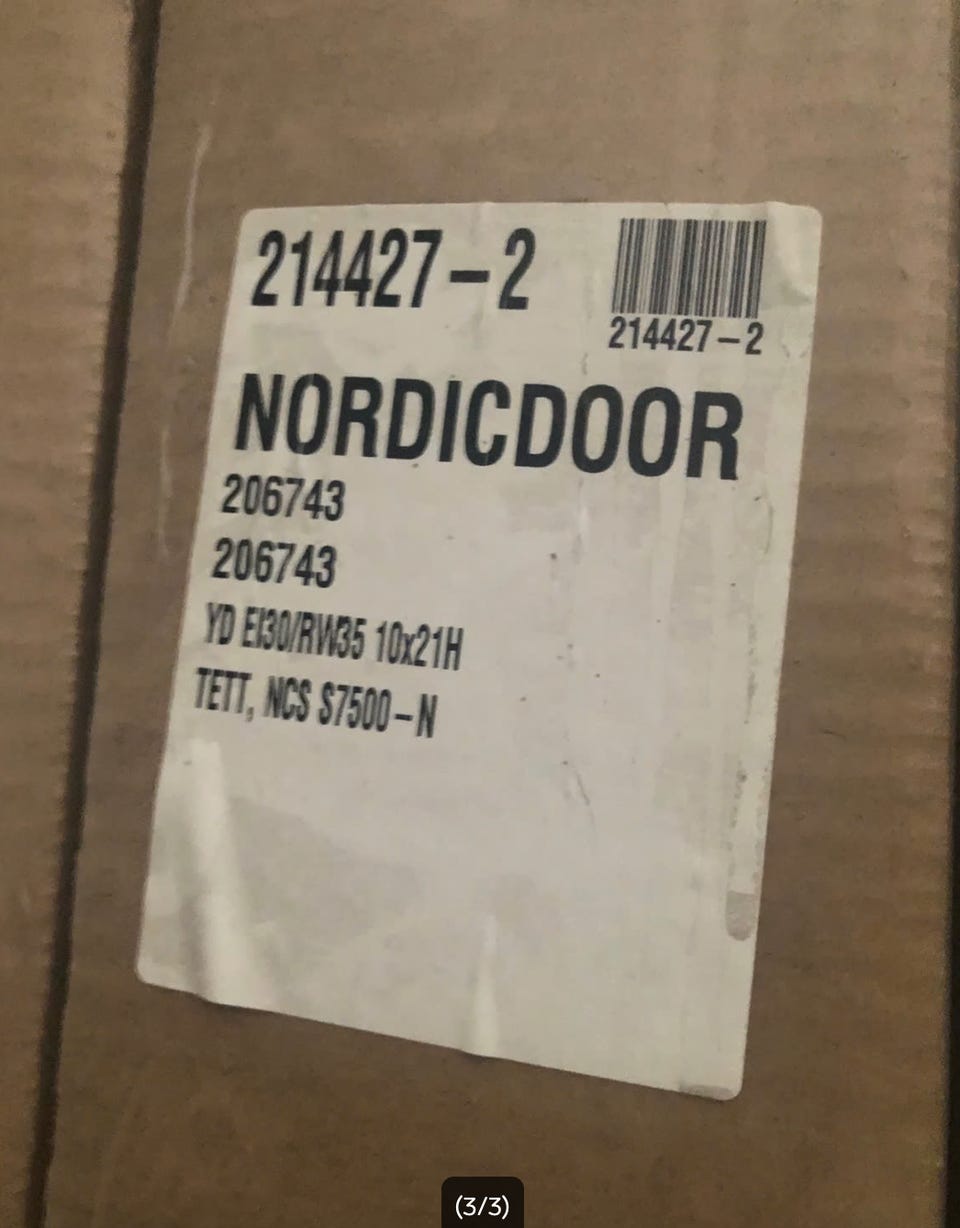 214427-2
214427-2
NORDICDOOR
206743
206743
YD EI30/RW35 10x21H
TETT, NCS S7500-N
(3/3)